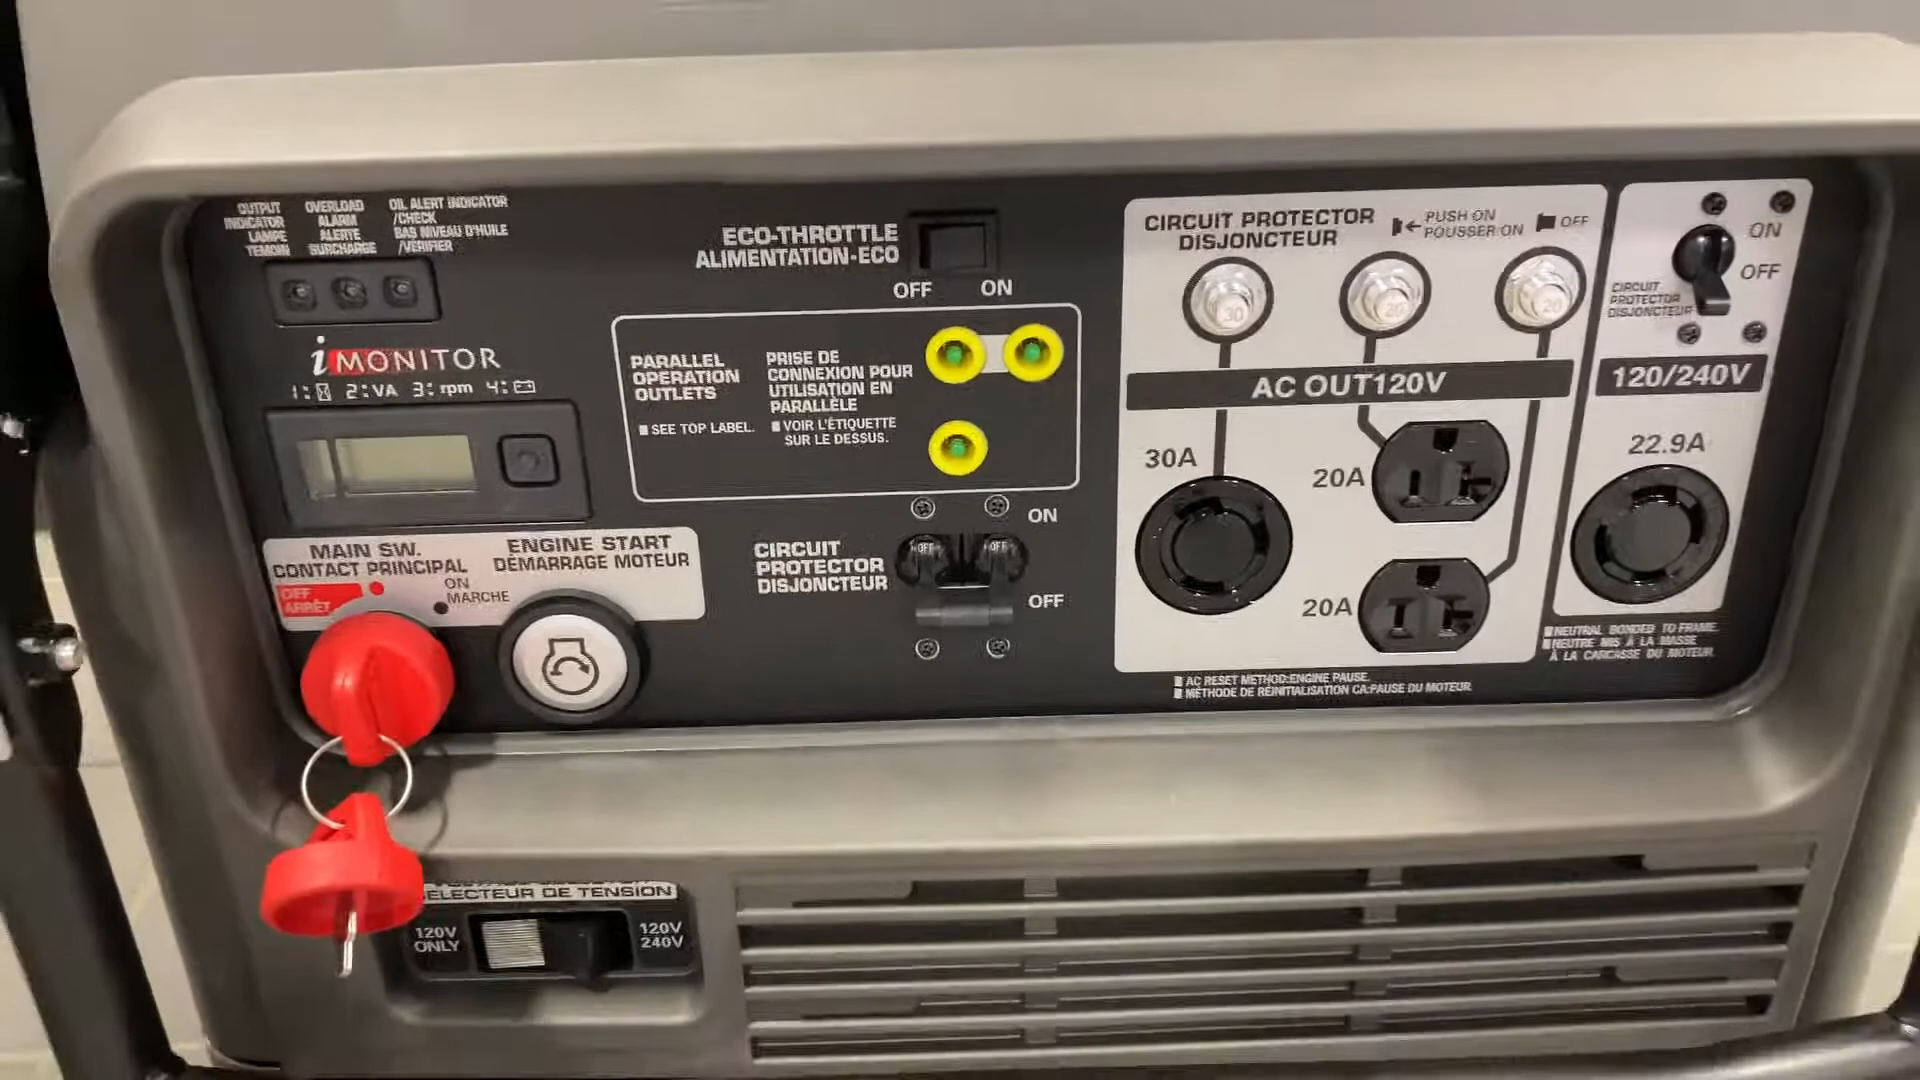 OUTPUT
INDICATOR
LAMPE
TEMOIN
OVERLOAD
ALARM
ALERTE
SURCHARGE
OIL ALERT INDICATOR
/CHECK
BAS NIVEAU D'HUILE
/VÉRIFIER
iMONITOR
1: 2:VA 3:rpm 4:
MAIN SW.
CONTACT PRINCIPAL
OFF
ARRÊT
ON
MARCHE
ENGINE START
DÉMARRAGE MOTEUR
ECO-THROTTLE
ALIMENTATION-ECO
OFF ON
PARALLEL
OPERATION
OUTLETS
■ SEE TOP LABEL.
PRISE DE
CONNEXION POUR
UTILISATION EN
PARALLÈLE
■ VOIR L'ÉTIQUETTE
SUR LE DESSUS.
CIRCUIT
PROTECTOR
DISJONCTEUR
ON
OFF OFF
OFF
CIRCUIT PROTECTOR
DISJONCTEUR
PUSH ON
POUSSER ON
OFF
30
20
20
AC OUT120V
30A
20A
20A
■ AC RESET METHOD:ENGINE PAUSE.
■ MÉTHODE DE RÉINITIALISATION CA:PAUSE DU MOTEUR.
ON
OFF
CIRCUIT
PROTECTOR
DISJONCTEUR
120/240V
22.9A
■ NEUTRAL BONDED TO FRAME.
■ NEUTRE MIS À LA MASSE
À LA CARCASSE DU MOTEUR.
SELECTEUR DE TENSION
120V
ONLY
120V
240V